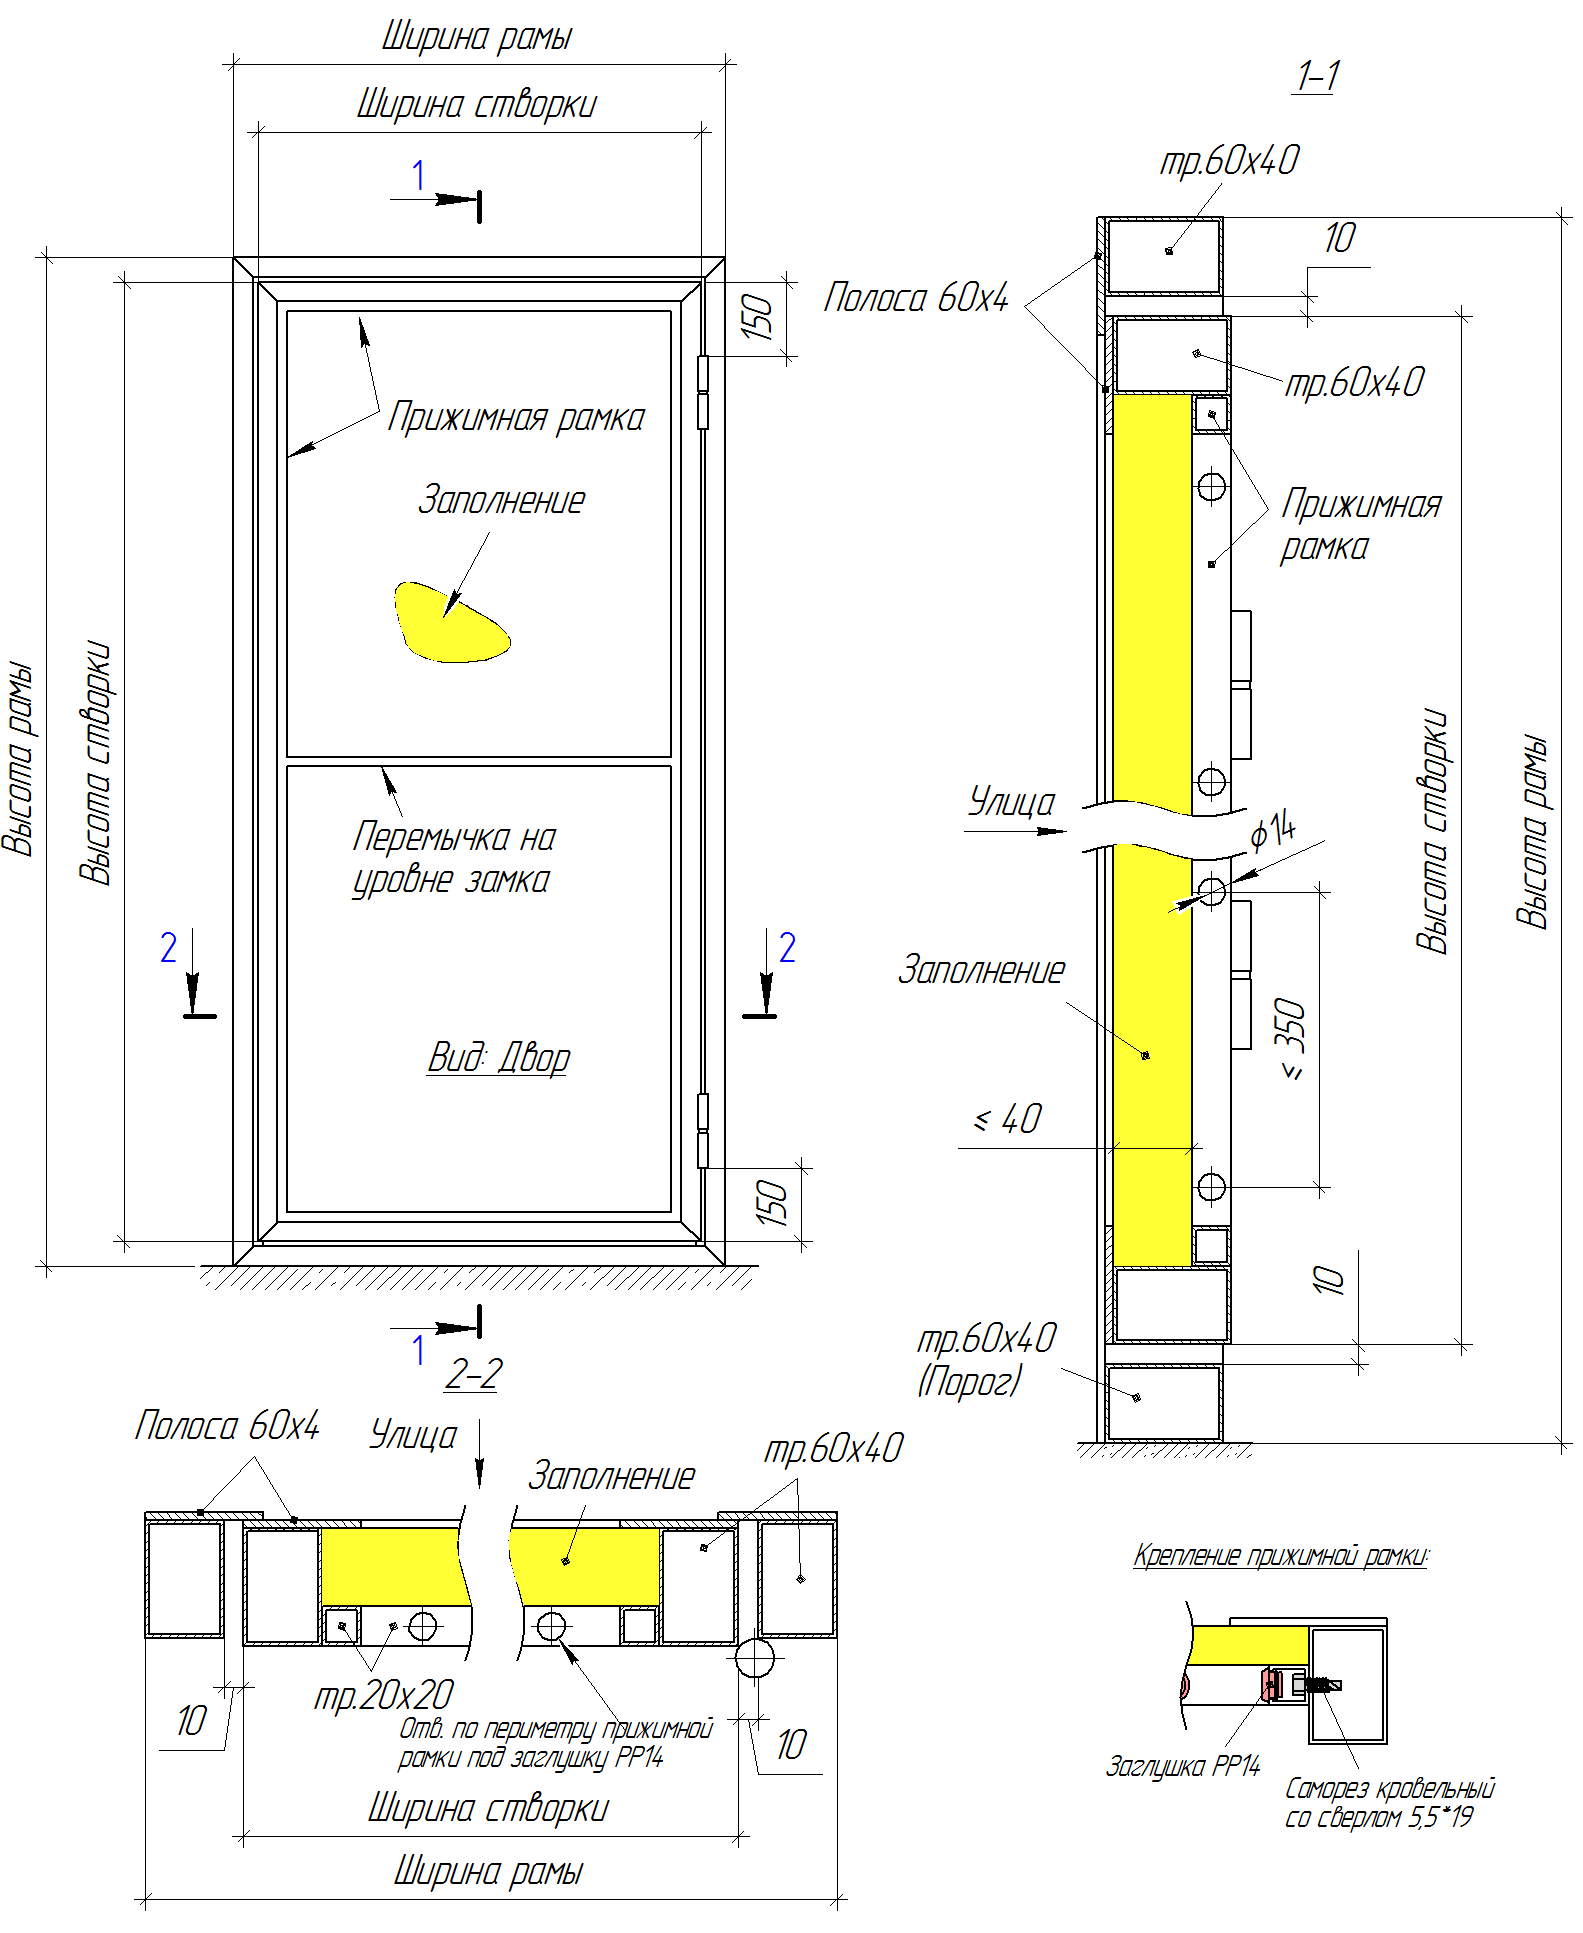 Ширина рамы
Ширина створки
1
150
Прижимная рамка
Заполнение
Высота рамы
Высота створки
Перемычка на
уровне замка
2
2
Вид: Двор
150
1
1-1
тр.60х40
10
Полоса 60х4
тр.60х40
Прижимная
рамка
Улица
ϕ14
Заполнение
≤ 350
≤ 40
Высота створки
Высота рамы
10
тр.60х40
(Порог)
2-2
Полоса 60х4
Улица
Заполнение
тр.60х40
тр.20х20
10
Отв. по периметру прижимной
рамки под заглушку РР14
10
Ширина створки
Ширина рамы
Крепление прижимной рамки:
Заглушка РР14
Саморез кровельный
со сверлом 5,5*19